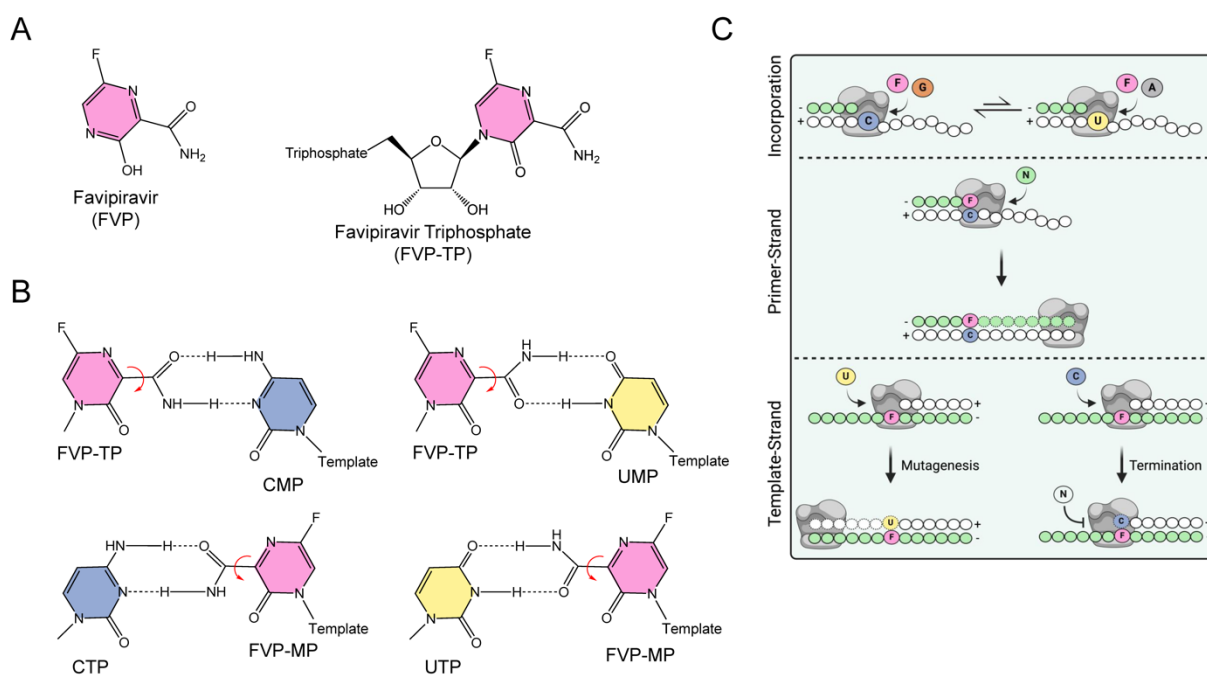 A
F
N
N
OH
O
NH₂
Favipiravir
(FVP)
F
N
N
O
O
NH₂
Triphosphate
O
HO
OH
Favipiravir Triphosphate
(FVP-TP)
B
F
N
N
O
O
NH
H
H
HN
N
O
N
Template
FVP-TP
CMP
F
N
N
O
N
H
H
O
O
H
N
O
N
Template
FVP-TP
UMP
NH
H
O
N
H
NH
O
N
F
N
N
O
Template
CTP
FVP-MP
O
H
NH
H
N
H
O
O
N
F
N
N
O
Template
UTP
FVP-MP
C
Incorporation
F
G
-
+
C
F
A
-
+
U
Primer-Strand
N
-
+
F
C
-
+
F
C
Template-Strand
U
+
F
-
Mutagenesis
U
+
F
-
C
+
F
-
Termination
N
C
+
F
-